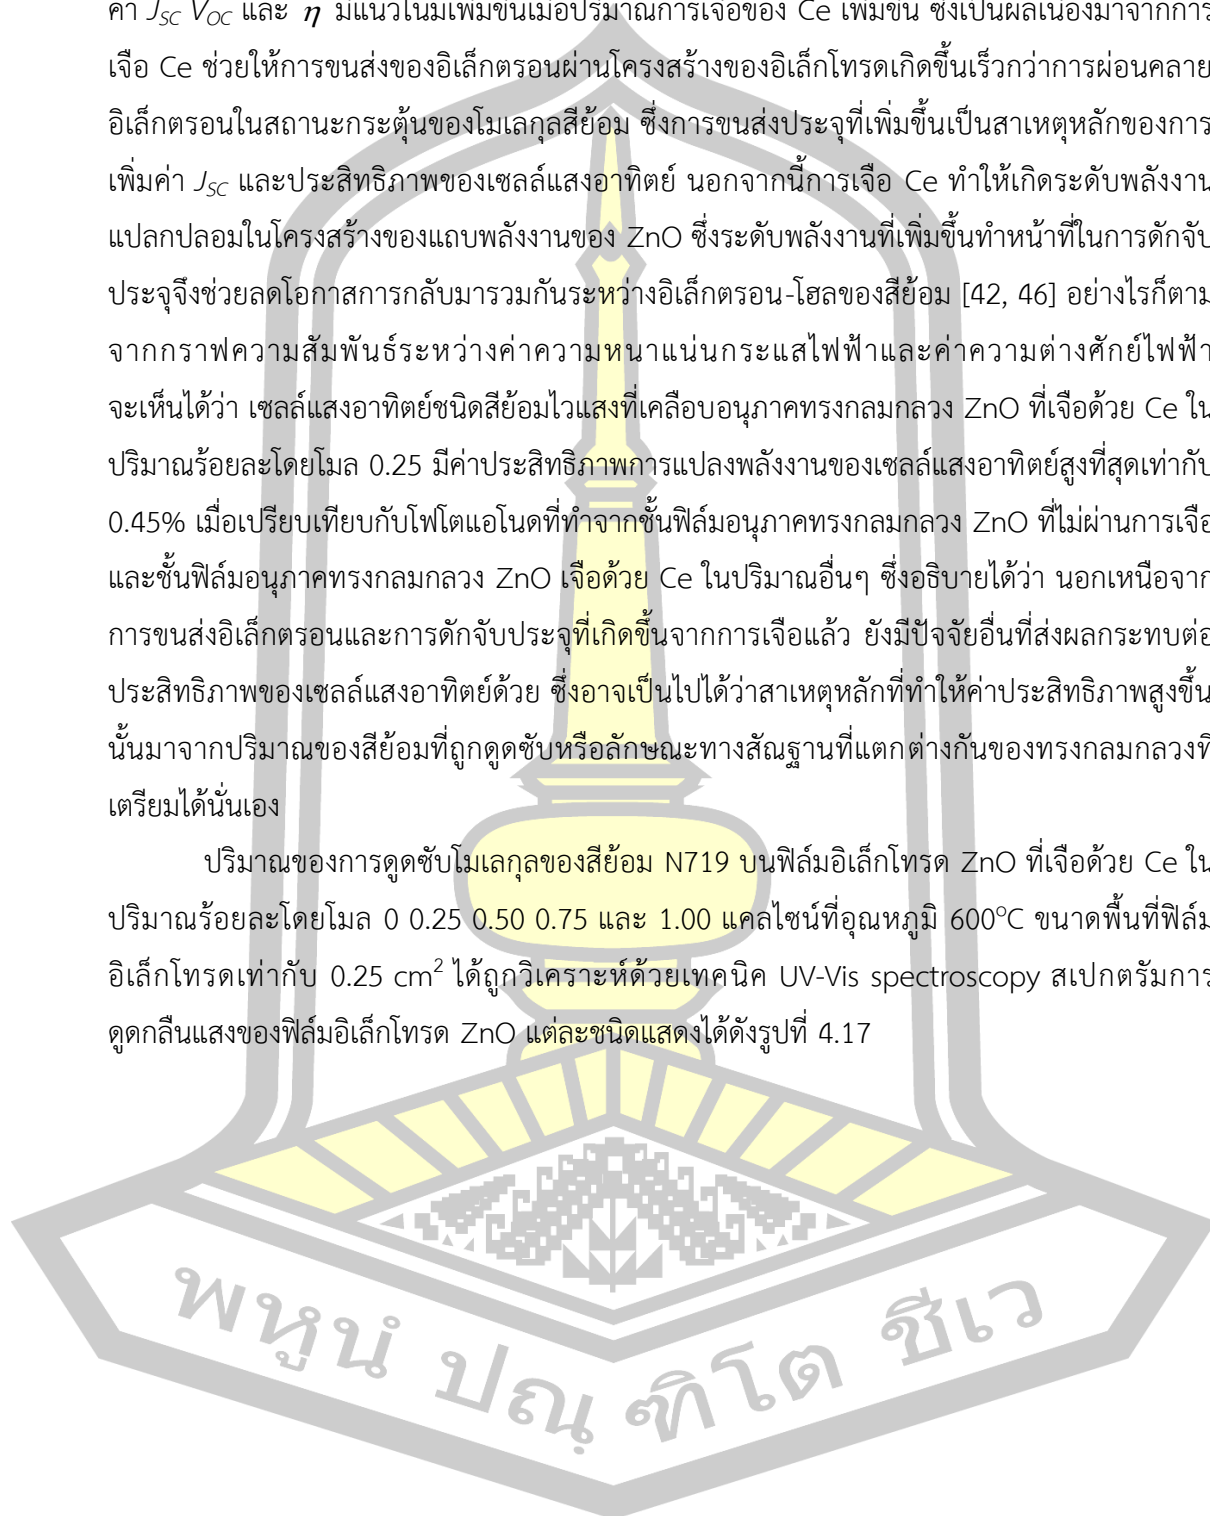 ค่า J_SC V_OC และ η มีแนวโน้มเพิ่มขึ้นเมื่อปริมาณการเจือของ Ce เพิ่มขึ้น ซึ่งเป็นผลเนื่องมาจากการ
เจือ Ce ช่วยให้การขนส่งของอิเล็กตรอนผ่านโครงสร้างของอิเล็กโทรดเกิดขึ้นเร็วกว่าการผ่อนคลาย
อิเล็กตรอนในสถานะกระตุ้นของโมเลกุลสีย้อม ซึ่งการขนส่งประจุที่เพิ่มขึ้นเป็นสาเหตุหลักของการ
เพิ่มค่า J_SC และประสิทธิภาพของเซลล์แสงอาทิตย์ นอกจากนี้การเจือ Ce ทำให้เกิดระดับพลังงาน
แปลกปลอมในโครงสร้างของแถบพลังงานของ ZnO ซึ่งระดับพลังงานที่เพิ่มขึ้นทำหน้าที่ในการดักจับ
ประจุจึงช่วยลดโอกาสการกลับมารวมกันระหว่างอิเล็กตรอน-โฮลของสีย้อม [42, 46] อย่างไรก็ตาม
จากกราฟความสัมพันธ์ระหว่างค่าความหนาแน่นกระแสไฟฟ้าและค่าความต่างศักย์ไฟฟ้า
จะเห็นได้ว่า เซลล์แสงอาทิตย์ชนิดสีย้อมไวแสงที่เคลือบอนุภาคทรงกลมกลวง ZnO ที่เจือด้วย Ce ใน
ปริมาณร้อยละโดยโมล 0.25 มีค่าประสิทธิภาพการแปลงพลังงานของเซลล์แสงอาทิตย์สูงที่สุดเท่ากับ
0.45% เมื่อเปรียบเทียบกับโฟโตแอโนดที่ทำจากชั้นฟิล์มอนุภาคทรงกลมกลวง ZnO ที่ไม่ผ่านการเจือ
และชั้นฟิล์มอนุภาคทรงกลมกลวง ZnO เจือด้วย Ce ในปริมาณอื่นๆ ซึ่งอธิบายได้ว่า นอกเหนือจาก
การขนส่งอิเล็กตรอนและการดักจับประจุที่เกิดขึ้นจากการเจือแล้ว ยังมีปัจจัยอื่นที่ส่งผลกระทบต่อ
ประสิทธิภาพของเซลล์แสงอาทิตย์ด้วย ซึ่งอาจเป็นไปได้ว่าสาเหตุหลักที่ทำให้ค่าประสิทธิภาพสูงขึ้น
นั้นมาจากปริมาณของสีย้อมที่ถูกดูดซับหรือลักษณะทางสัณฐานที่แตกต่างกันของทรงกลมกลวงที่
เตรียมได้นั่นเอง
ปริมาณของการดูดซับโมเลกุลของสีย้อม N719 บนฟิล์มอิเล็กโทรด ZnO ที่เจือด้วย Ce ใน
ปริมาณร้อยละโดยโมล 0 0.25 0.50 0.75 และ 1.00 แคลไซน์ที่อุณหภูมิ 600°C ขนาดพื้นที่ฟิล์ม
อิเล็กโทรดเท่ากับ 0.25 cm² ได้ถูกวิเคราะห์ด้วยเทคนิค UV-Vis spectroscopy สเปกตรัมการ
ดูดกลืนแสงของฟิล์มอิเล็กโทรด ZnO แต่ละชนิดแสดงได้ดังรูปที่ 4.17
พหูนํ ปณฺฑิโต ชีเว